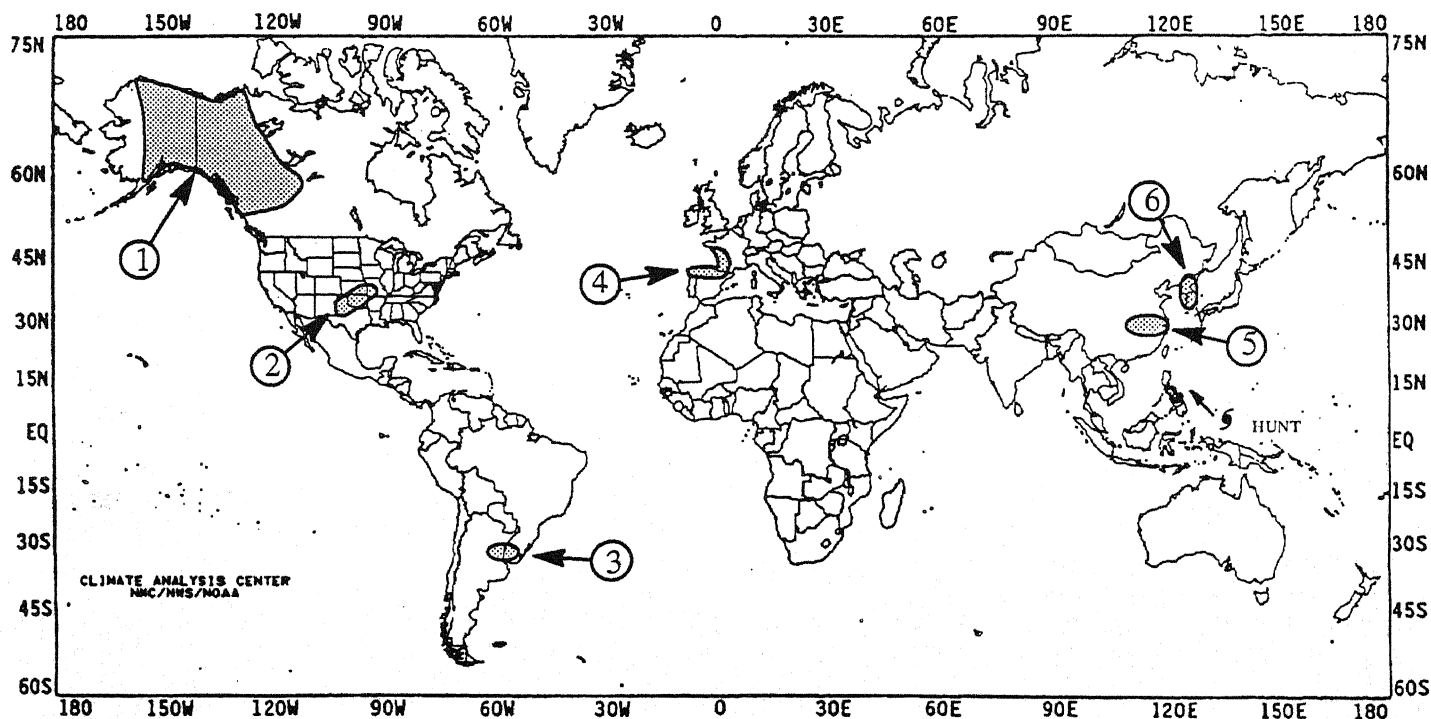 180 150W 120W 90W 60W 30W 0 30E 60E 90E 120E 150E 180
75N 75N
60N 60N
①
⑥
45N 45N
④
30N 30N
②
⑤
15N 15N
HUNT
EQ EQ
15S 15S
30S 30S
③
CLIMATE ANALYSIS CENTER
NMC/NWS/NOAA
45S 45S
60S 60S
180 150W 120W 90W 60W 30W 0 30E 60E 90E 120E 150E 180